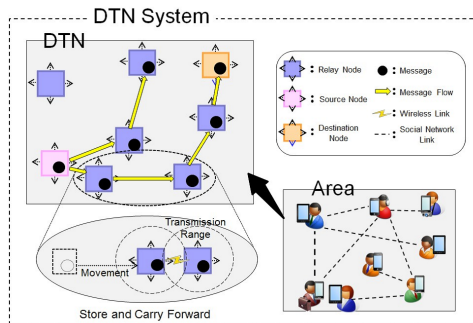 DTN System
DTN
: Relay Node
: Message
: Message Flow
: Source Node
: Wireless Link
: Destination
Node
: Social Network
Link
Area
Transmission
Range
Movement
Store and Carry Forward